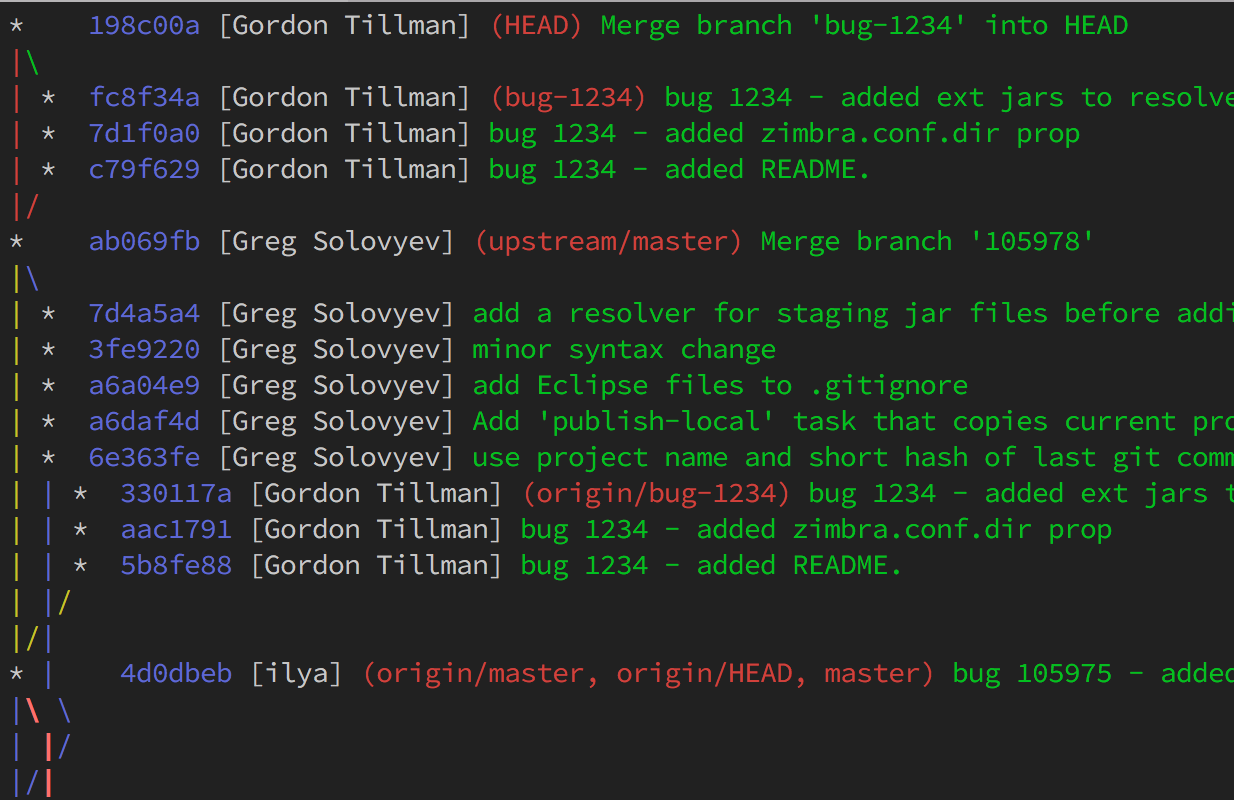 * 198c00a [Gordon Tillman] (HEAD) Merge branch 'bug-1234' into HEAD
|\
| * fc8f34a [Gordon Tillman] (bug-1234) bug 1234 - added ext jars to resolve
| * 7d1f0a0 [Gordon Tillman] bug 1234 - added zimbra.conf.dir prop
| * c79f629 [Gordon Tillman] bug 1234 - added README.
|/
* ab069fb [Greg Solovyev] (upstream/master) Merge branch '105978'
|\
| * 7d4a5a4 [Greg Solovyev] add a resolver for staging jar files before addi
| * 3fe9220 [Greg Solovyev] minor syntax change
| * a6a04e9 [Greg Solovyev] add Eclipse files to .gitignore
| * a6daf4d [Greg Solovyev] Add 'publish-local' task that copies current pro
| * 6e363fe [Greg Solovyev] use project name and short hash of last git comm
| | * 330117a [Gordon Tillman] (origin/bug-1234) bug 1234 - added ext jars t
| | * aac1791 [Gordon Tillman] bug 1234 - added zimbra.conf.dir prop
| | * 5b8fe88 [Gordon Tillman] bug 1234 - added README.
| |/
|/|
* | 4d0dbeb [ilya] (origin/master, origin/HEAD, master) bug 105975 - added
|\ \
| |/
|/|